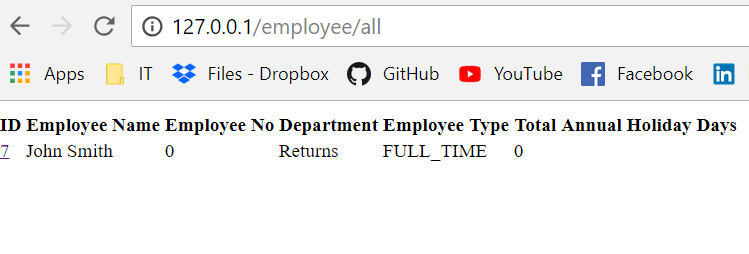 127.0.0.1/employee/all
Apps IT Files - Dropbox GitHub YouTube Facebook
ID Employee Name Employee No Department Employee Type Total Annual Holiday Days
7 John Smith 0 Returns FULL_TIME 0